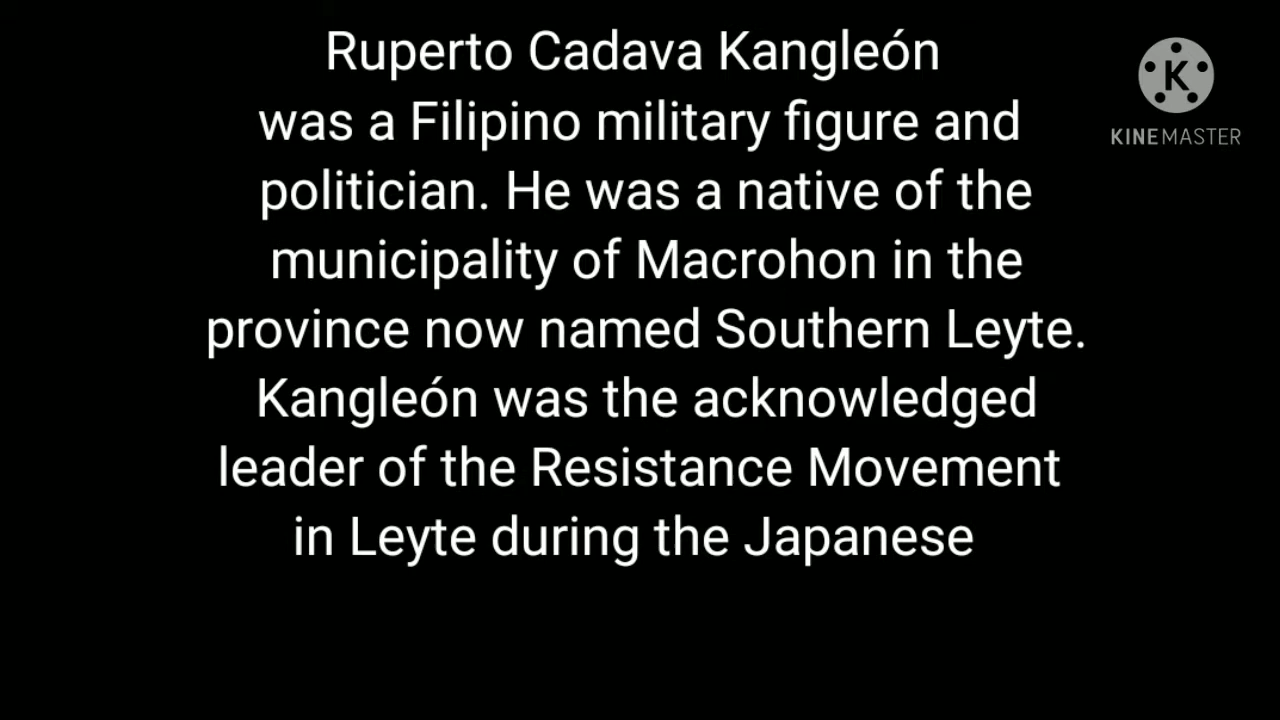 Ruperto Cadava Kangleón
was a Filipino military figure and
politician. He was a native of the
municipality of Macrohon in the
province now named Southern Leyte.
Kangleón was the acknowledged
leader of the Resistance Movement
in Leyte during the Japanese
K
KINEMASTER